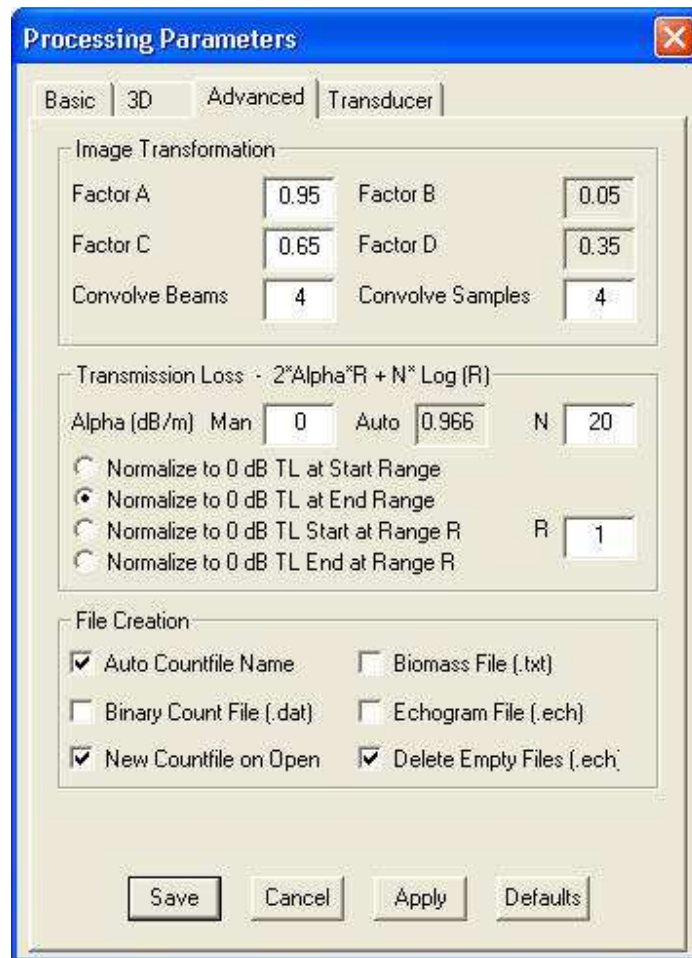 Processing Parameters
Basic 3D Advanced Transducer
Image Transformation
Factor A 0.95 Factor B 0.05
Factor C 0.65 Factor D 0.35
Convolve Beams 4 Convolve Samples 4
Transmission Loss - 2*Alpha*R + N* Log (R)
Alpha (dB/m) Man 0 Auto 0.966 N 20
Normalize to 0 dB TL at Start Range
Normalize to 0 dB TL at End Range
Normalize to 0 dB TL Start at Range R R 1
Normalize to 0 dB TL End at Range R
File Creation
Auto Countfile Name Biomass File (.txt)
Binary Count File (.dat) Echogram File (.ech)
New Countfile on Open Delete Empty Files (.ech)
Save Cancel Apply Defaults